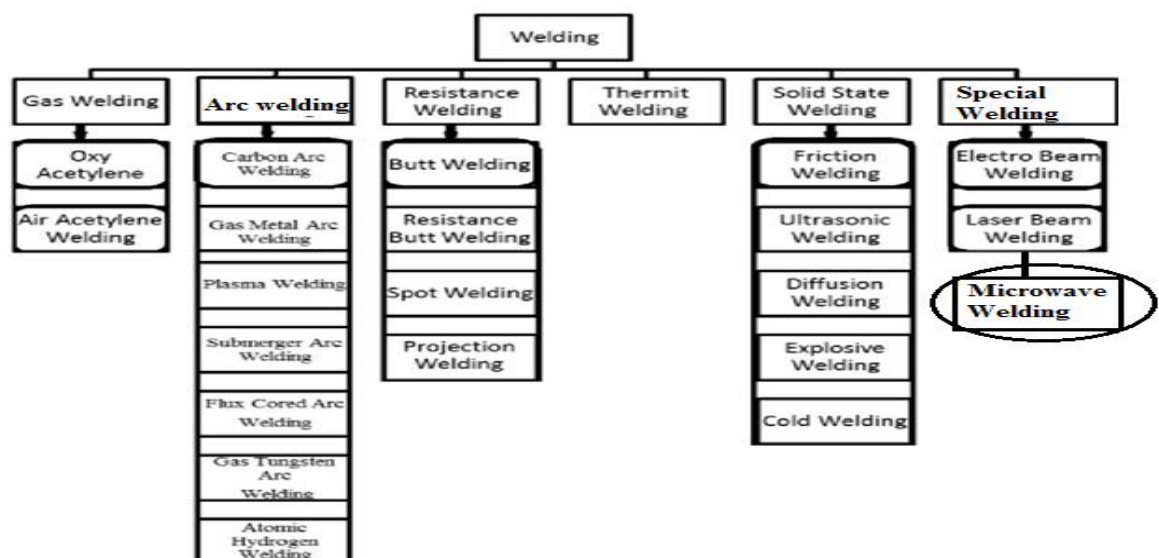 Welding
Gas Welding
Arc welding
Resistance
Welding
Thermit
Welding
Solid State
Welding
Special
Welding
Oxy
Acetylene
Air Acetylene
Welding
Carbon Arc
Welding
Gas Metal Arc
Welding
Plasma Welding
Submerger Arc
Welding
Flux Cored Arc
Welding
Gas Tungsten
Arc
Welding
Atomic
Hydrogen
Welding
Butt Welding
Resistance
Butt Welding
Spot Welding
Projection
Welding
Friction
Welding
Ultrasonic
Welding
Diffusion
Welding
Explosive
Welding
Cold Welding
Electro Beam
Welding
Laser Beam
Welding
Microwave
Welding